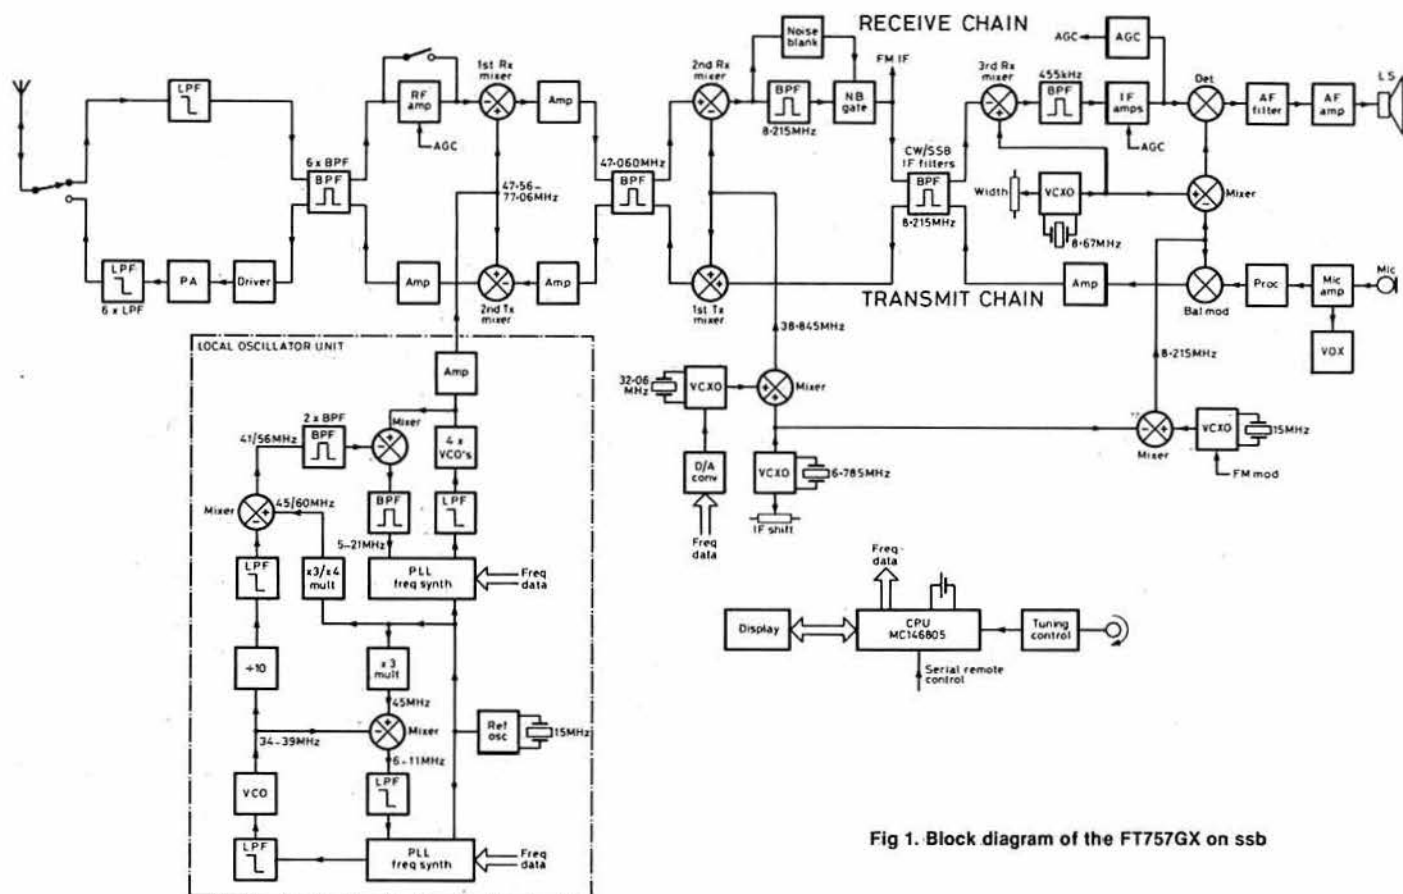 RECEIVE CHAIN
LPF
6 x BPF
BPF
RF
amp
AGC
1st Rx
mixer
Amp
47·56–
77·06MHz
47·060MHz
BPF
2nd Rx
mixer
Noise
blank
BPF
8·215MHz
NB
gate
FM IF
CW/SSB
IF filters
BPF
8·215MHz
3rd Rx
mixer
455kHz
BPF
IF
amps
AGC
AGC
AGC
Det
AF
filter
AF
amp
LS
Width
VCXO
8·67MHz
Mixer
LPF
6 x LPF
PA
Driver
Amp
2nd Tx
mixer
Amp
1st Tx
mixer
TRANSMIT CHAIN
Amp
Bal mod
Proc
Mic
amp
Mic
VOX
38·845MHz
8·215MHz
32·06
MHz
VCXO
Mixer
D/A
conv
Freq
data
VCXO
6·785MHz
IF shift
Mixer
VCXO
15MHz
FM mod
LOCAL OSCILLATOR UNIT
Amp
2 x BPF
41/56MHz
BPF
Mixer
4 x
VCO's
Mixer
45/60MHz
BPF
LPF
5–21MHz
LPF
x3/x4
mult
PLL
freq synth
Freq
data
÷10
x3
mult
45MHz
Mixer
34–39MHz
Ref
osc
15MHz
6–11MHz
VCO
LPF
LPF
PLL
freq synth
Freq
data
Freq
data
Display
CPU
MC146805
Tuning
control
Serial remote
control
Fig 1. Block diagram of the FT757GX on ssb